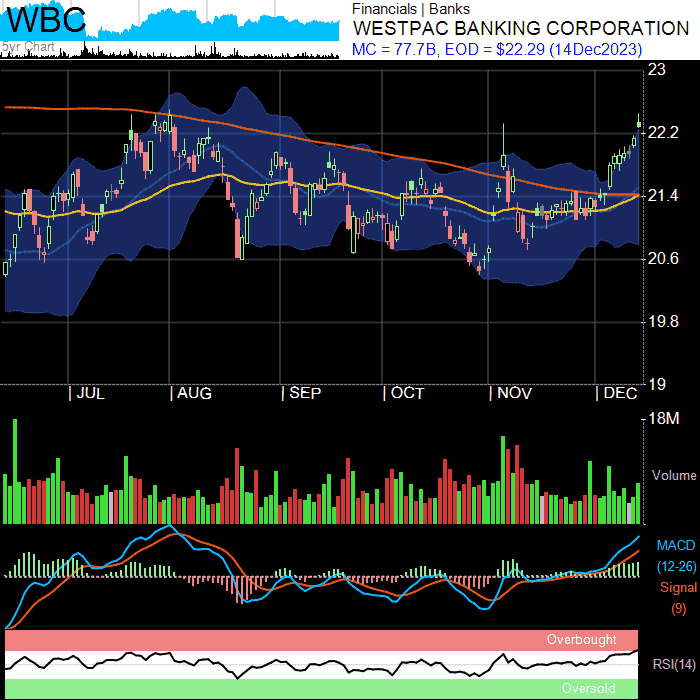 WBC
5yr Chart
Financials | Banks
WESTPAC BANKING CORPORATION
MC = 77.7B, EOD = $22.29 (14Dec2023)
23
22.2
21.4
20.6
19.8
19
| JUL | AUG | SEP | OCT | NOV | DEC
18M
Volume
MACD
(12-26)
Signal
(9)
Overbought
RSI(14)
Oversold